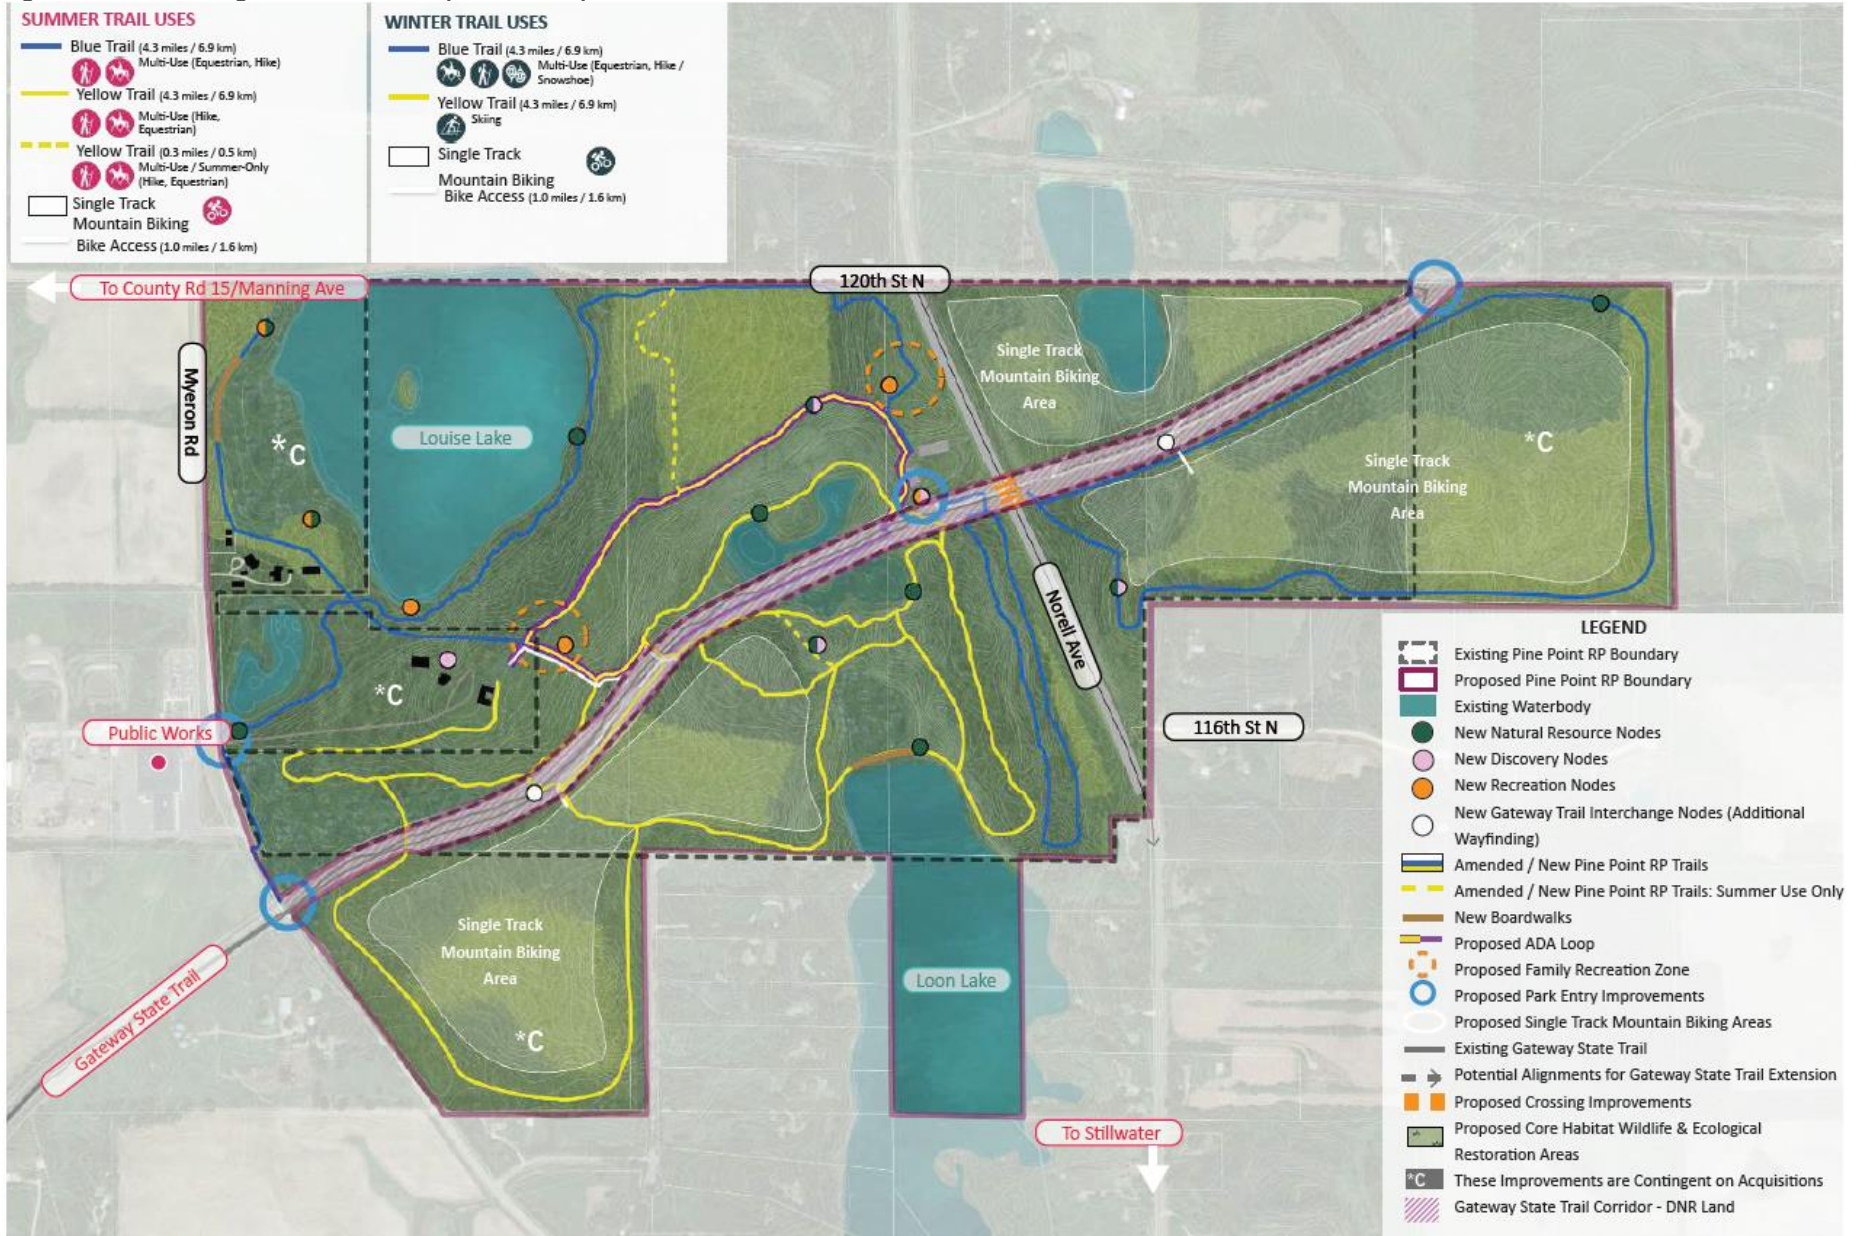 SUMMER TRAIL USES
Blue Trail (4.3 miles / 6.9 km)
Multi-Use (Equestrian, Hike)
Yellow Trail (4.3 miles / 6.9 km)
Multi-Use (Hike,
Equestrian)
Yellow Trail (0.3 miles / 0.5 km)
Multi-Use / Summer-Only
(Hike, Equestrian)
Single Track
Mountain Biking
Bike Access (1.0 miles / 1.6 km)
WINTER TRAIL USES
Blue Trail (4.3 miles / 6.9 km)
Multi-Use (Equestrian, Hike /
Snowshoe)
Yellow Trail (4.3 miles / 6.9 km)
Skiing
Single Track
Mountain Biking
Bike Access (1.0 miles / 1.6 km)
To County Rd 15/Manning Ave
120th St N
Myeron Rd
Single Track
Mountain Biking
Area
Louise Lake
*C
*C
Single Track
Mountain Biking
Area
Norell Ave
*C
116th St N
Public Works
Single Track
Mountain Biking
Area
*C
Loon Lake
Gateway State Trail
To Stillwater
LEGEND
Existing Pine Point RP Boundary
Proposed Pine Point RP Boundary
Existing Waterbody
New Natural Resource Nodes
New Discovery Nodes
New Recreation Nodes
New Gateway Trail Interchange Nodes (Additional
Wayfinding)
Amended / New Pine Point RP Trails
Amended / New Pine Point RP Trails: Summer Use Only
New Boardwalks
Proposed ADA Loop
Proposed Family Recreation Zone
Proposed Park Entry Improvements
Proposed Single Track Mountain Biking Areas
Existing Gateway State Trail
Potential Alignments for Gateway State Trail Extension
Proposed Crossing Improvements
Proposed Core Habitat Wildlife & Ecological
Restoration Areas
*C These Improvements are Contingent on Acquisitions
Gateway State Trail Corridor - DNR Land